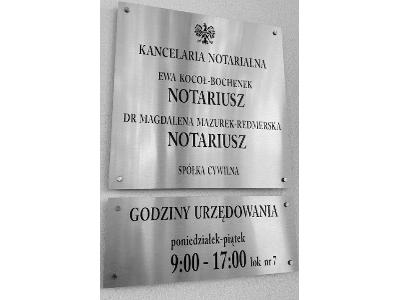 KANCELARIA NOTARIALNA
EWA KOCOŁ-BOCHENEK
NOTARIUSZ
DR MAGDALENA MAZUREK-REDMERSKA
NOTARIUSZ
SPÓŁKA CYWILNA
GODZINY URZĘDOWANIA
poniedziałek-piątek
9:00 - 17:00 lok nr 7